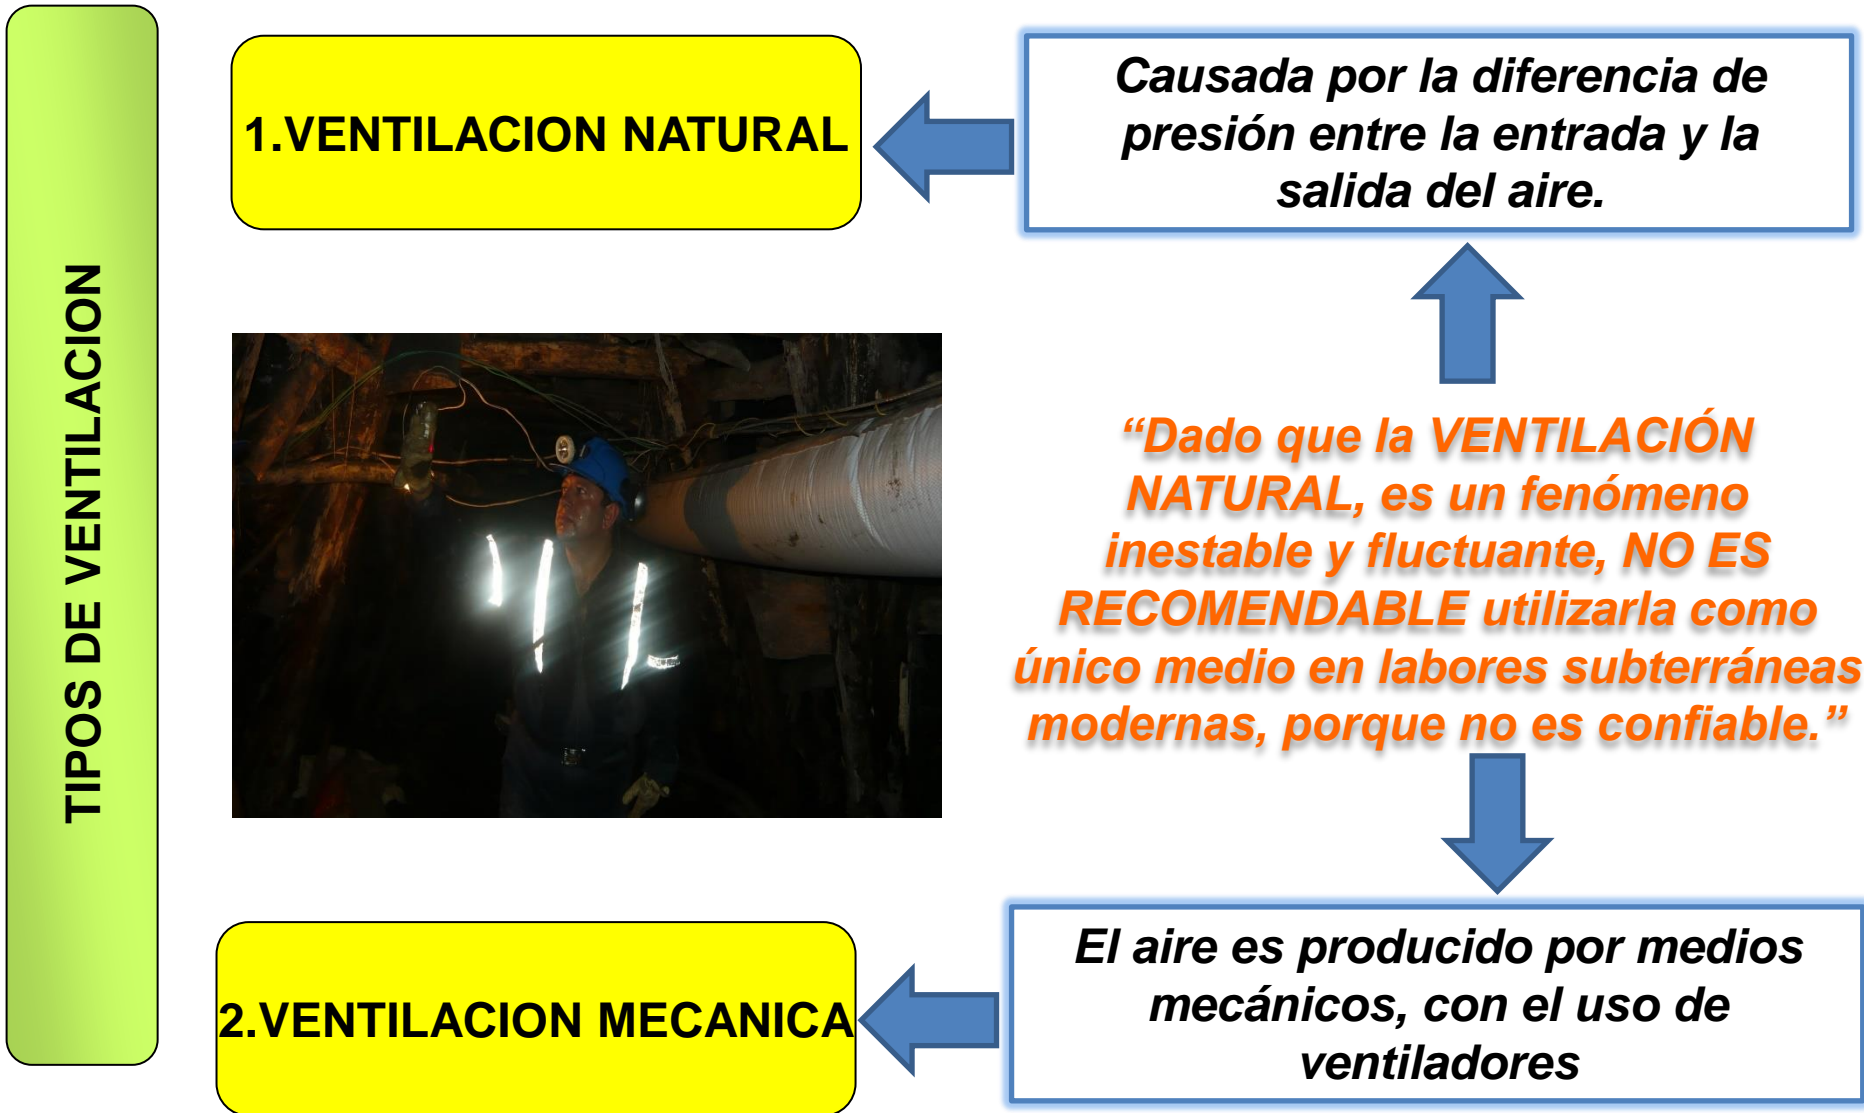 TIPOS DE VENTILACION
1.VENTILACION NATURAL
Causada por la diferencia de
presión entre la entrada y la
salida del aire.
“Dado que la VENTILACIÓN
NATURAL, es un fenómeno
inestable y fluctuante, NO ES
RECOMENDABLE utilizarla como
único medio en labores subterráneas
modernas, porque no es confiable.”
2.VENTILACION MECANICA
El aire es producido por medios
mecánicos, con el uso de
ventiladores